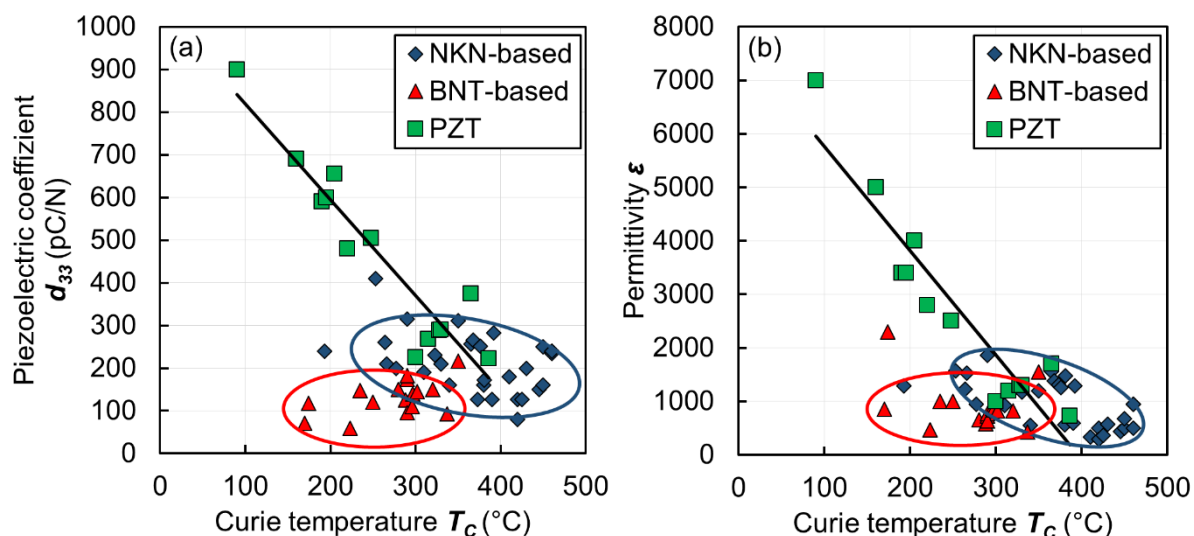 (a)
NKN-based
BNT-based
PZT
Piezoelectric coefficient
d33 (pC/N)
1000
900
800
700
600
500
400
300
200
100
0
0 100 200 300 400 500
Curie temperature TC (°C)
(b)
NKN-based
BNT-based
PZT
Permittivity ε
8000
7000
6000
5000
4000
3000
2000
1000
0
0 100 200 300 400 500
Curie temperature TC (°C)